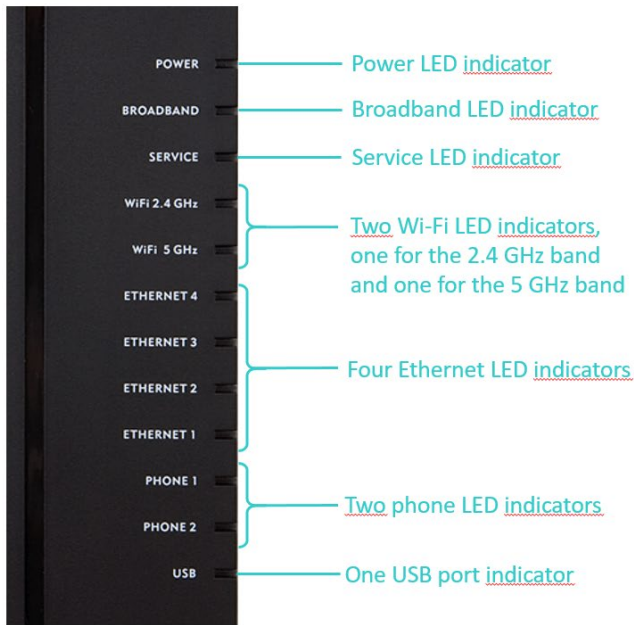 POWER
Power LED indicator
BROADBAND
Broadband LED indicator
SERVICE
Service LED indicator
WiFi 2.4 GHz
WiFi 5 GHz
Two Wi-Fi LED indicators,
one for the 2.4 GHz band
and one for the 5 GHz band
ETHERNET 4
ETHERNET 3
ETHERNET 2
ETHERNET 1
Four Ethernet LED indicators
PHONE 1
PHONE 2
Two phone LED indicators
USB
One USB port indicator